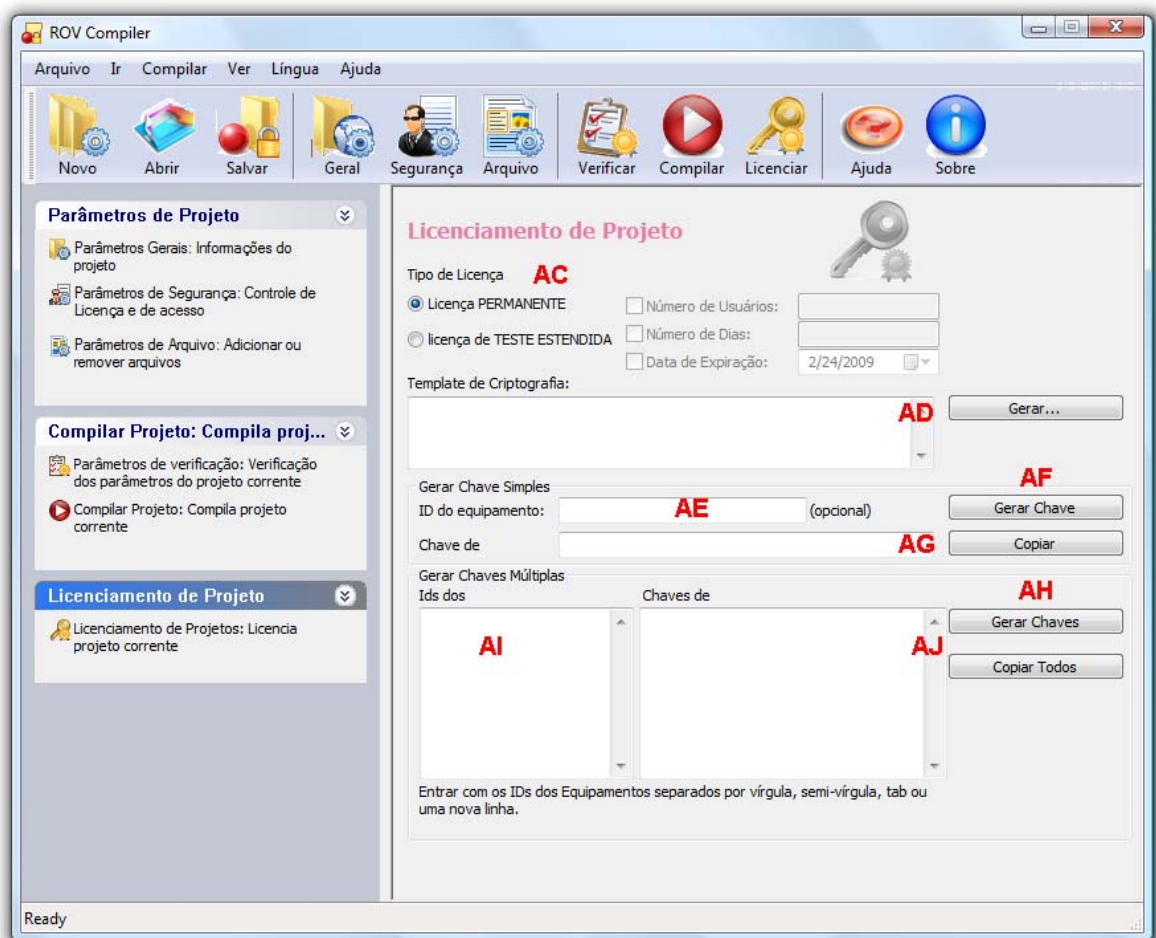 ROV Compiler
Arquivo Ir Compilar Ver Língua Ajuda
Novo Abrir Salvar Geral Segurança Arquivo Verificar Compilar Licenciar Ajuda Sobre
Parâmetros de Projeto
Parâmetros Gerais: Informações do
projeto
Parâmetros de Segurança: Controle de
Licença e de acesso
Parâmetros de Arquivo: Adicionar ou
remover arquivos
Compilar Projeto: Compila proj...
Parâmetros de verificação: Verificação
dos parâmetros do projeto corrente
Compilar Projeto: Compila projeto
corrente
Licenciamento de Projeto
Licenciamento de Projetos: Licencia
projeto corrente
Licenciamento de Projeto
Tipo de Licença AC
Licença PERMANENTE Número de Usuários:
licença de TESTE ESTENDIDA Número de Dias:
Data de Expiração: 2/24/2009
Template de Criptografia:
AD Gerar...
AF
Gerar Chave Simples
ID do equipamento: AE (opcional) Gerar Chave
Chave de AG Copiar
Gerar Chaves Múltiplas
Ids dos Chaves de AH
Gerar Chaves
AI AJ
Copiar Todos
Entrar com os IDs dos Equipamentos separados por vírgula, semi-vírgula, tab ou
uma nova linha.
Ready